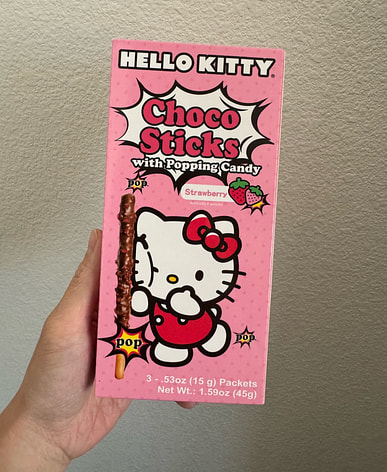 HELLO KITTY®
Choco
Sticks
with Popping Candy
pop
Strawberry
pop
pop
3 - .53oz (15 g) Packets
Net Wt.: 1.59oz (45g)